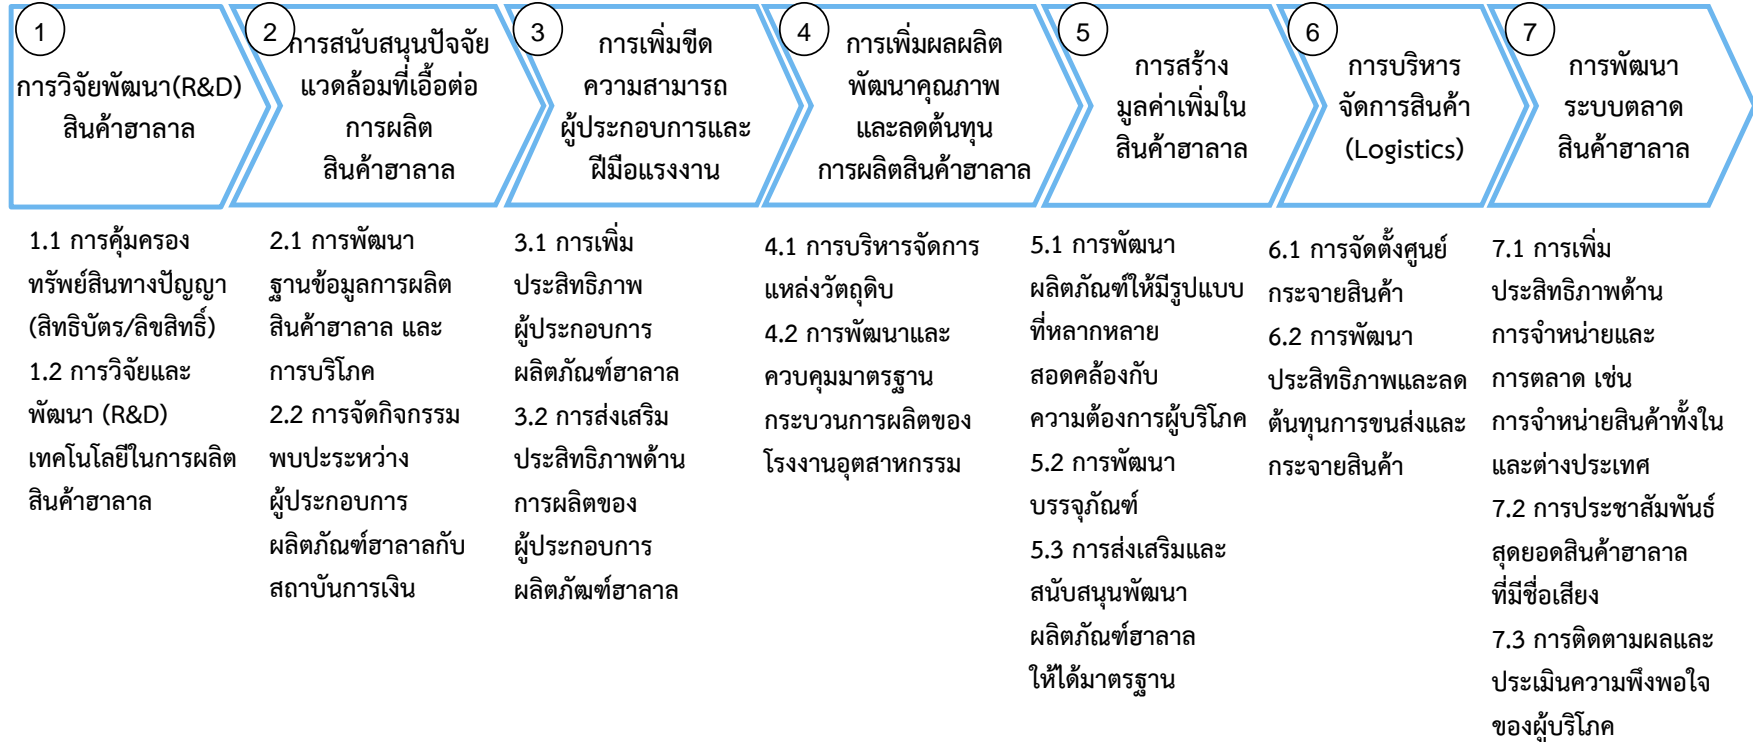 1
การวิจัยพัฒนา(R&D)
สินค้าฮาลาล
2
การสนับสนุนปัจจัย
แวดล้อมที่เอื้อต่อ
การผลิต
สินค้าฮาลาล
3
การเพิ่มขีด
ความสามารถ
ผู้ประกอบการและ
ฝีมือแรงงาน
4
การเพิ่มผลผลิต
พัฒนาคุณภาพ
และลดต้นทุน
การผลิตสินค้าฮาลาล
5
การสร้าง
มูลค่าเพิ่มใน
สินค้าฮาลาล
6
การบริหาร
จัดการสินค้า
(Logistics)
7
การพัฒนา
ระบบตลาด
สินค้าฮาลาล
1.1 การคุ้มครอง
ทรัพย์สินทางปัญญา
(สิทธิบัตร/ลิขสิทธิ์)
1.2 การวิจัยและ
พัฒนา (R&D)
เทคโนโลยีในการผลิต
สินค้าฮาลาล
2.1 การพัฒนา
ฐานข้อมูลการผลิต
สินค้าฮาลาล และ
การบริโภค
2.2 การจัดกิจกรรม
พบปะระหว่าง
ผู้ประกอบการ
ผลิตภัณฑ์ฮาลาลกับ
สถาบันการเงิน
3.1 การเพิ่ม
ประสิทธิภาพ
ผู้ประกอบการ
ผลิตภัณฑ์ฮาลาล
3.2 การส่งเสริม
ประสิทธิภาพด้าน
การผลิตของ
ผู้ประกอบการ
ผลิตภัฒฑ์ฮาลาล
4.1 การบริหารจัดการ
แหล่งวัตถุดิบ
4.2 การพัฒนาและ
ควบคุมมาตรฐาน
กระบวนการผลิตของ
โรงงานอุตสาหกรรม
5.1 การพัฒนา
ผลิตภัณฑ์ให้มีรูปแบบ
ที่หลากหลาย
สอดคล้องกับ
ความต้องการผู้บริโภค
5.2 การพัฒนา
บรรจุภัณฑ์
5.3 การส่งเสริมและ
สนับสนุนพัฒนา
ผลิตภัณฑ์ฮาลาล
ให้ได้มาตรฐาน
6.1 การจัดตั้งศูนย์
กระจายสินค้า
6.2 การพัฒนา
ประสิทธิภาพและลด
ต้นทุนการขนส่งและ
กระจายสินค้า
7.1 การเพิ่ม
ประสิทธิภาพด้าน
การจำหน่ายและ
การตลาด เช่น
การจำหน่ายสินค้าทั้งใน
และต่างประเทศ
7.2 การประชาสัมพันธ์
สุดยอดสินค้าฮาลาล
ที่มีชื่อเสียง
7.3 การติดตามผลและ
ประเมินความพึงพอใจ
ของผู้บริโภค